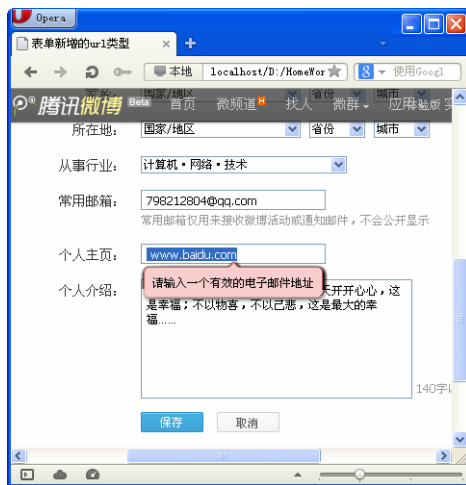 Opera
表单新增的url类型
本地 localhost/D:/HomeWor
8 使用Googl
腾讯微博 Beta 首页 微频道 H 找人 微群 应用 体验版
所在地： 国家/地区 省份 城市
从事行业： 计算机·网络·技术
常用邮箱： 798212804@qq.com
常用邮箱仅用来接收微博活动或通知邮件，不会公开显示
个人主页： www.baidu.com
请输入一个有效的电子邮件地址
个人介绍： 天开开心心，这
是幸福；不以物喜，不以己悲，这是最大的幸
福……
140字
保存 取消